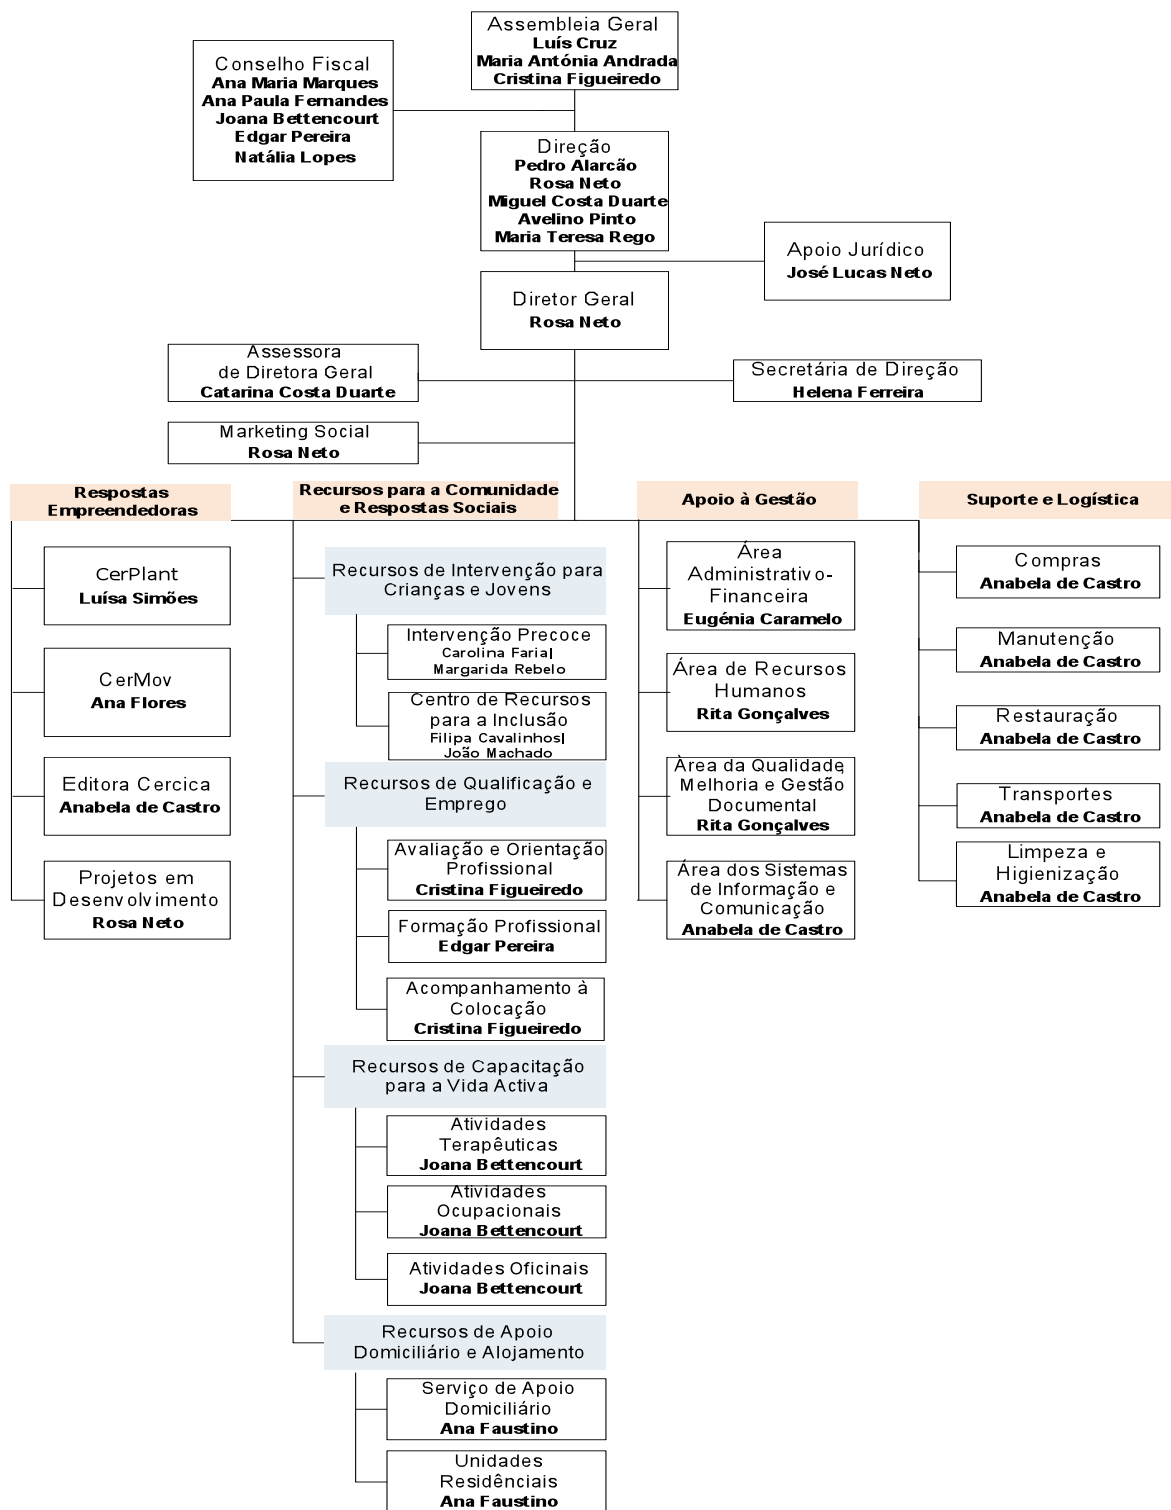 Assembleia Geral
Luís Cruz
Maria Antónia Andrada
Cristina Figueiredo
Conselho Fiscal
Ana Maria Marques
Ana Paula Fernandes
Joana Bettencourt
Edgar Pereira
Natália Lopes
Direção
Pedro Alarcão
Rosa Neto
Miguel Costa Duarte
Avelino Pinto
Maria Teresa Rego
Apoio Jurídico
José Lucas Neto
Diretor Geral
Rosa Neto
Assessora
de Diretora Geral
Catarina Costa Duarte
Secretária de Direção
Helena Ferreira
Marketing Social
Rosa Neto
Respostas
Empreendedoras
CerPlant
Luísa Simões
CerMov
Ana Flores
Editora Cercica
Anabela de Castro
Projetos em
Desenvolvimento
Rosa Neto
Recursos para a Comunidade
e Respostas Sociais
Recursos de Intervenção para
Crianças e Jovens
Intervenção Precoce
Carolina Faria|
Margarida Rebelo
Centro de Recursos
para a Inclusão
Filipa Cavalinhos|
João Machado
Recursos de Qualificação e
Emprego
Avaliação e Orientação
Profissional
Cristina Figueiredo
Formação Profissional
Edgar Pereira
Acompanhamento à
Colocação
Cristina Figueiredo
Recursos de Capacitação
para a Vida Activa
Atividades
Terapêuticas
Joana Bettencourt
Atividades
Ocupacionais
Joana Bettencourt
Atividades Oficinais
Joana Bettencourt
Recursos de Apoio
Domiciliário e Alojamento
Serviço de Apoio
Domiciliário
Ana Faustino
Unidades
Residênciais
Ana Faustino
Apoio à Gestão
Área
Administrativo-
Financeira
Eugénia Caramelo
Área de Recursos
Humanos
Rita Gonçalves
Àrea da Qualidade,
Melhoria e Gestão
Documental
Rita Gonçalves
Área dos Sistemas
de Informação e
Comunicação
Anabela de Castro
Suporte e Logística
Compras
Anabela de Castro
Manutenção
Anabela de Castro
Restauração
Anabela de Castro
Transportes
Anabela de Castro
Limpeza e
Higienização
Anabela de Castro